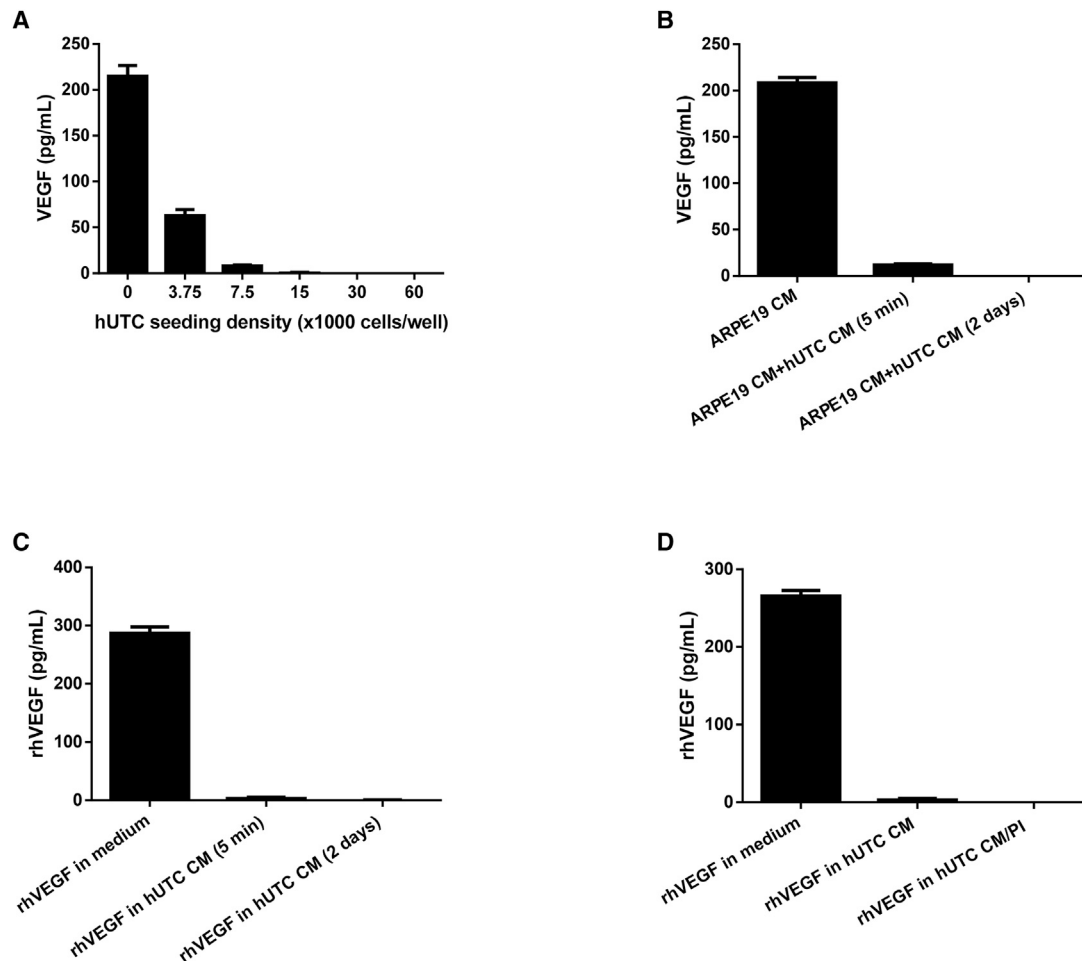 A
VEGF (pg/mL)
250
200
150
100
50
0
0 3.75 7.5 15 30 60
hUTC seeding density (x1000 cells/well)
B
VEGF (pg/mL)
250
200
150
100
50
0
ARPE19 CM
ARPE19 CM+hUTC CM (5 min)
ARPE19 CM+hUTC CM (2 days)
C
rhVEGF (pg/mL)
400
300
200
100
0
rhVEGF in medium
rhVEGF in hUTC CM (5 min)
rhVEGF in hUTC CM (2 days)
D
rhVEGF (pg/mL)
300
200
100
0
rhVEGF in medium
rhVEGF in hUTC CM
rhVEGF in hUTC CM/PI